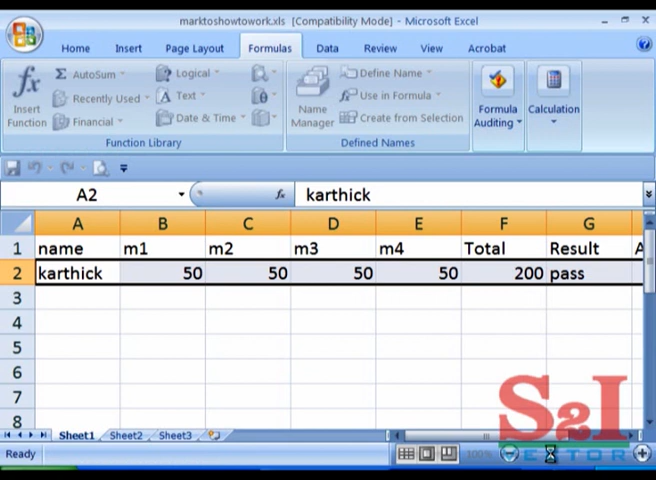 marktoshowtowork.xls [Compatibility Mode] - Microsoft Excel
Home Insert Page Layout Formulas Data Review View Acrobat
fx Σ AutoSum Logical Define Name
Insert Function Recently Used Text Name Manager Use in Formula Formula Auditing Calculation
Financial Date & Time Create from Selection
Function Library Defined Names
A2 fx karthick
A B C D E F G
1 name m1 m2 m3 m4 Total Result A
2 karthick 50 50 50 50 200 pass
3
4
5
6
7
8
Sheet1 Sheet2 Sheet3
Ready 100%
S2I